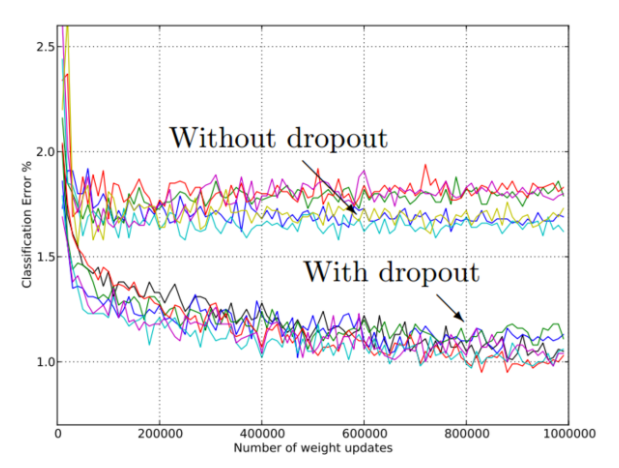 2.5
Without dropout
2.0
Classification Error %
1.5
With dropout
1.0
0 200000 400000 600000 800000 1000000
Number of weight updates